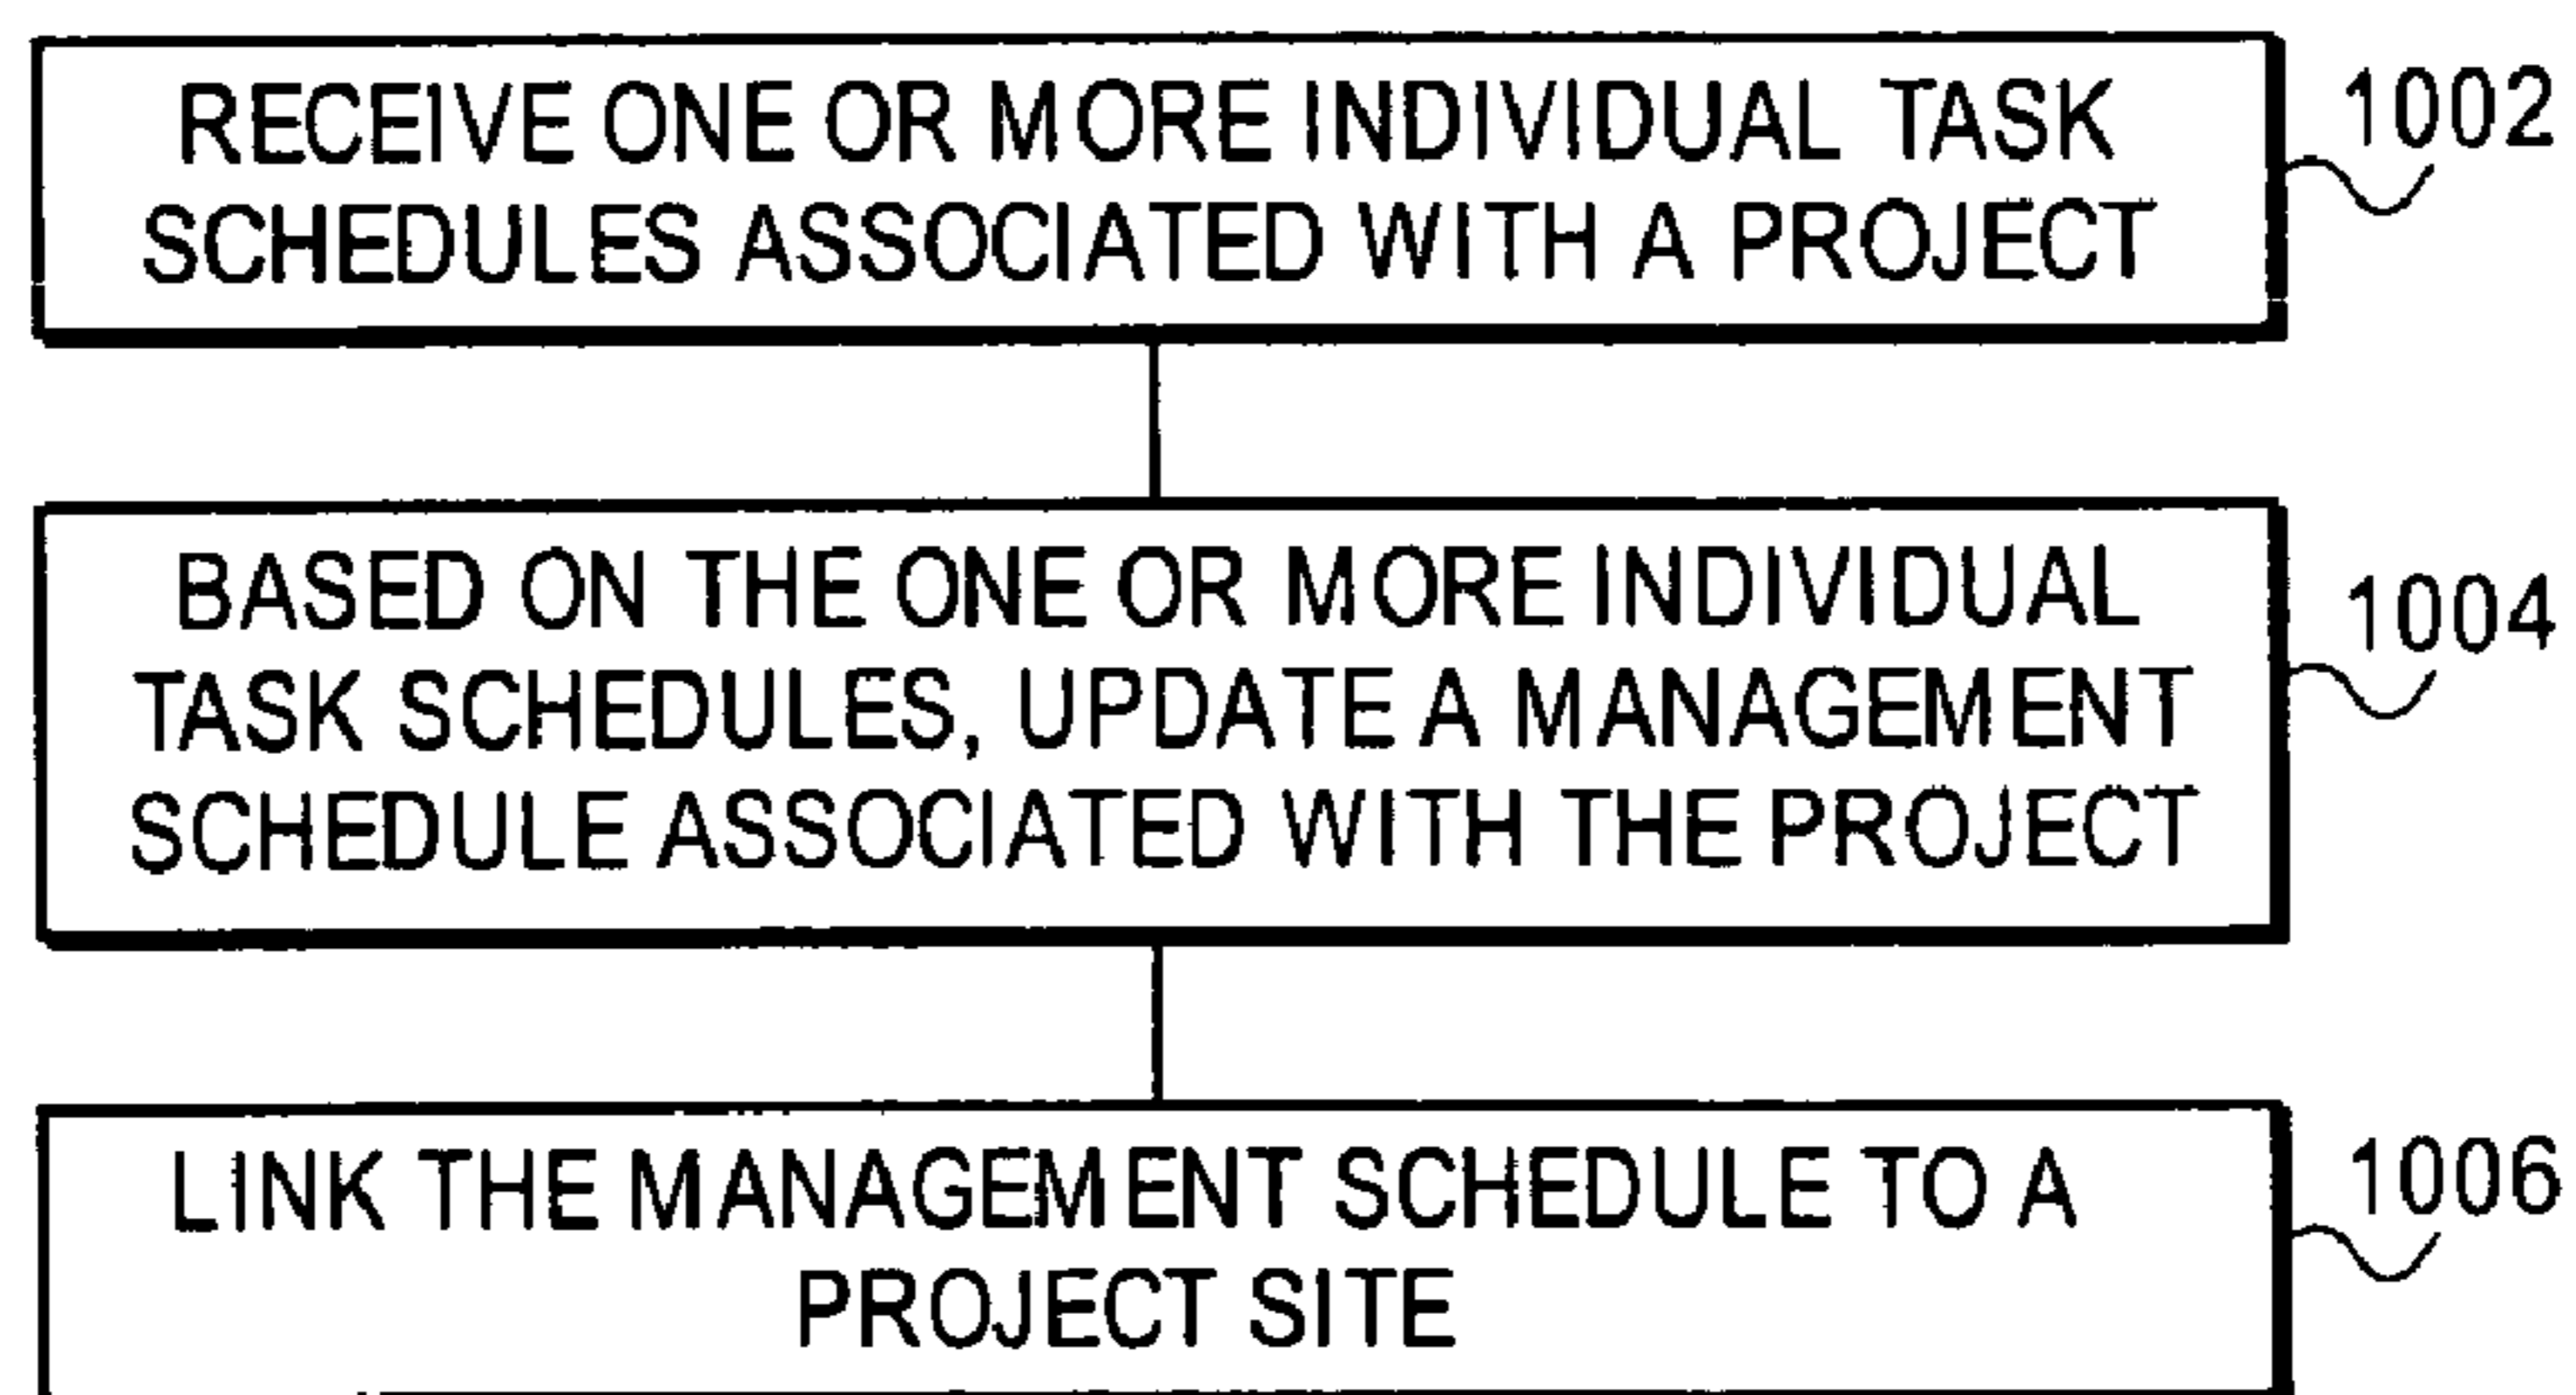 RECEIVE ONE OR MORE INDIVIDUAL TASK
SCHEDULES ASSOCIATED WITH A PROJECT
1002
BASED ON THE ONE OR MORE INDIVIDUAL
TASK SCHEDULES, UPDATE A MANAGEMENT
SCHEDULE ASSOCIATED WITH THE PROJECT
1004
LINK THE MANAGEMENT SCHEDULE TO A
PROJECT SITE
1006